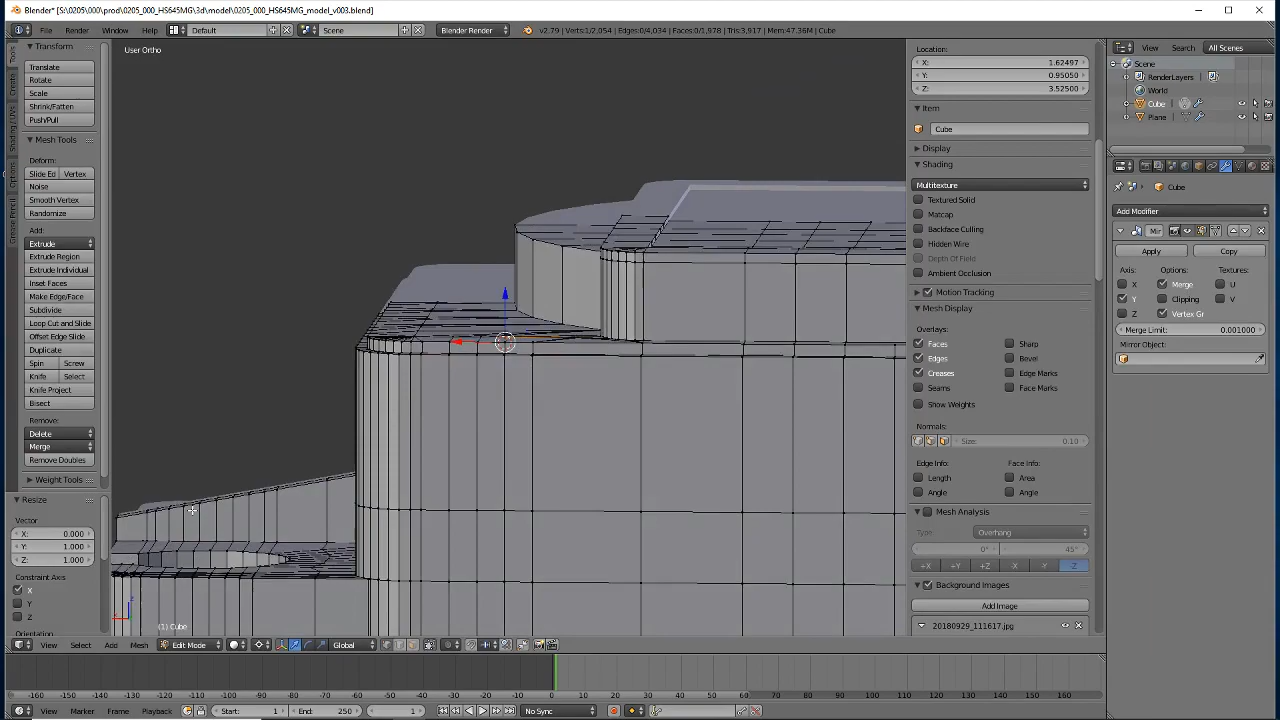 Blender* [S:\0205\000\prod\0205_000_HS645MG\3d\model\0205_000_HS645MG_model_v003.blend]
File Render Window Help Default Scene Blender Render v2.79 | Verts:1/2,054 | Edges:0/4,034 | Faces:0/1,978 | Tris:3,917 | Mem:47.36M | Cube
View Search All Scenes
Tools
Create
Shading / UVs
Options
Grease Pencil
Transform
Translate
Rotate
Scale
Shrink/Fatten
Push/Pull
Mesh Tools
Deform:
Slide Ed Vertex
Noise
Smooth Vertex
Randomize
Add:
Extrude
Extrude Region
Extrude Individual
Inset Faces
Make Edge/Face
Subdivide
Loop Cut and Slide
Offset Edge Slide
Duplicate
Spin Screw
Knife Select
Knife Project
Bisect
Remove:
Delete
Merge
Remove Doubles
Weight Tools
Resize
Vector
X: 0.000
Y: 1.000
Z: 1.000
Constraint Axis
X
Y
Z
Orientation
User Ortho
(1) Cube
Location:
X: 1.62497
Y: 0.95050
Z: 3.52500
Item
Cube
Display
Shading
Multitexture
Textured Solid
Matcap
Backface Culling
Hidden Wire
Depth Of Field
Ambient Occlusion
Motion Tracking
Mesh Display
Overlays:
Faces Sharp
Edges Bevel
Creases Edge Marks
Seams Face Marks
Show Weights
Normals:
Size: 0.10
Edge Info: Face Info:
Length Area
Angle Angle
Mesh Analysis
Type: Overhang
0° 45°
+X +Y +Z -X -Y -Z
Background Images
Add Image
20180929_111617.jpg
Scene
RenderLayers
World
Cube
Plane
Cube
Add Modifier
Mir
Apply Copy
Axis: Options: Textures:
X Merge U
Y Clipping V
Z Vertex Gr
Merge Limit: 0.001000
Mirror Object:
View Select Add Mesh Edit Mode Global
-160 -150 -140 -130 -120 -110 -100 -90 -80 -70 -60 -50 -40 -30 -20 -10 0 10 20 30 40 50 60 70 80 90 100 110 120 130 140 150 160
View Marker Frame Playback Start: 1 End: 250 1 No Sync